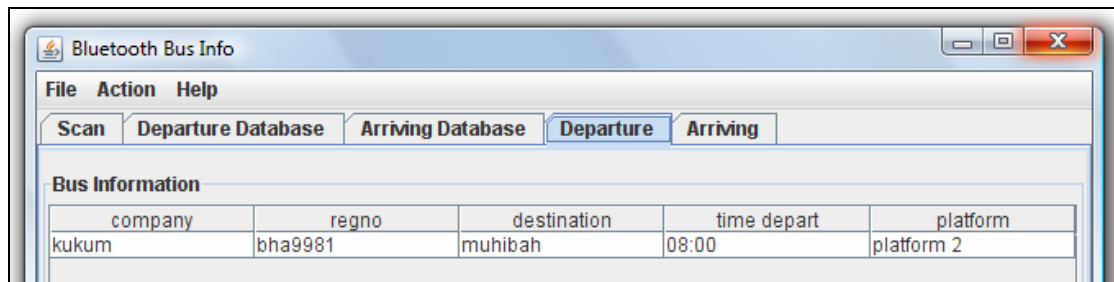 Bluetooth Bus Info
File Action Help
Scan Departure Database Arriving Database Departure Arriving
Bus Information
company regno destination time depart platform
kukum bha9981 muhibah 08:00 platform 2